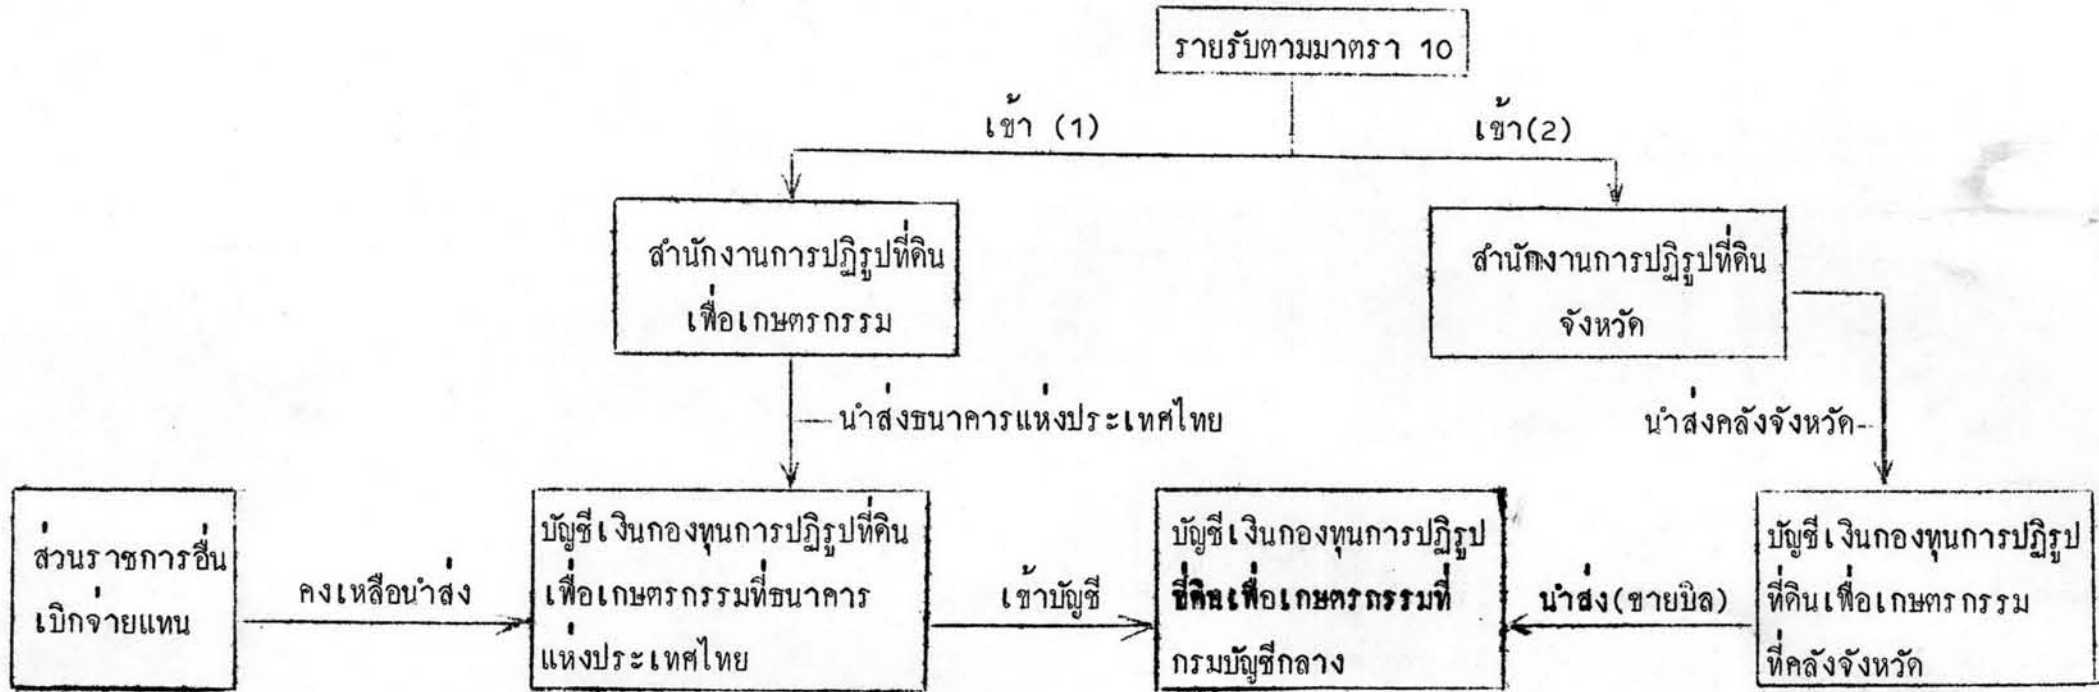 รายรับตามมาตรา 10
เข้า (1)
เข้า(2)
สำนักงานการปฏิรูปที่ดิน
เพื่อเกษตรกรรม
สำนักงานการปฏิรูปที่ดิน
จังหวัด
นำส่งธนาคารแห่งประเทศไทย
นำส่งคลังจังหวัด
ส่วนราชการอื่น
เบิกจ่ายแทน
คงเหลือนำส่ง
บัญชีเงินกองทุนการปฏิรูปที่ดิน
เพื่อเกษตรกรรมที่ธนาคาร
แห่งประเทศไทย
เข้าบัญชี
บัญชีเงินกองทุนการปฏิรูป
ที่ดินเพื่อเกษตรกรรมที่
กรมบัญชีกลาง
นำส่ง(ขายบิล)
บัญชีเงินกองทุนการปฏิรูป
ที่ดินเพื่อเกษตรกรรม
ที่คลังจังหวัด